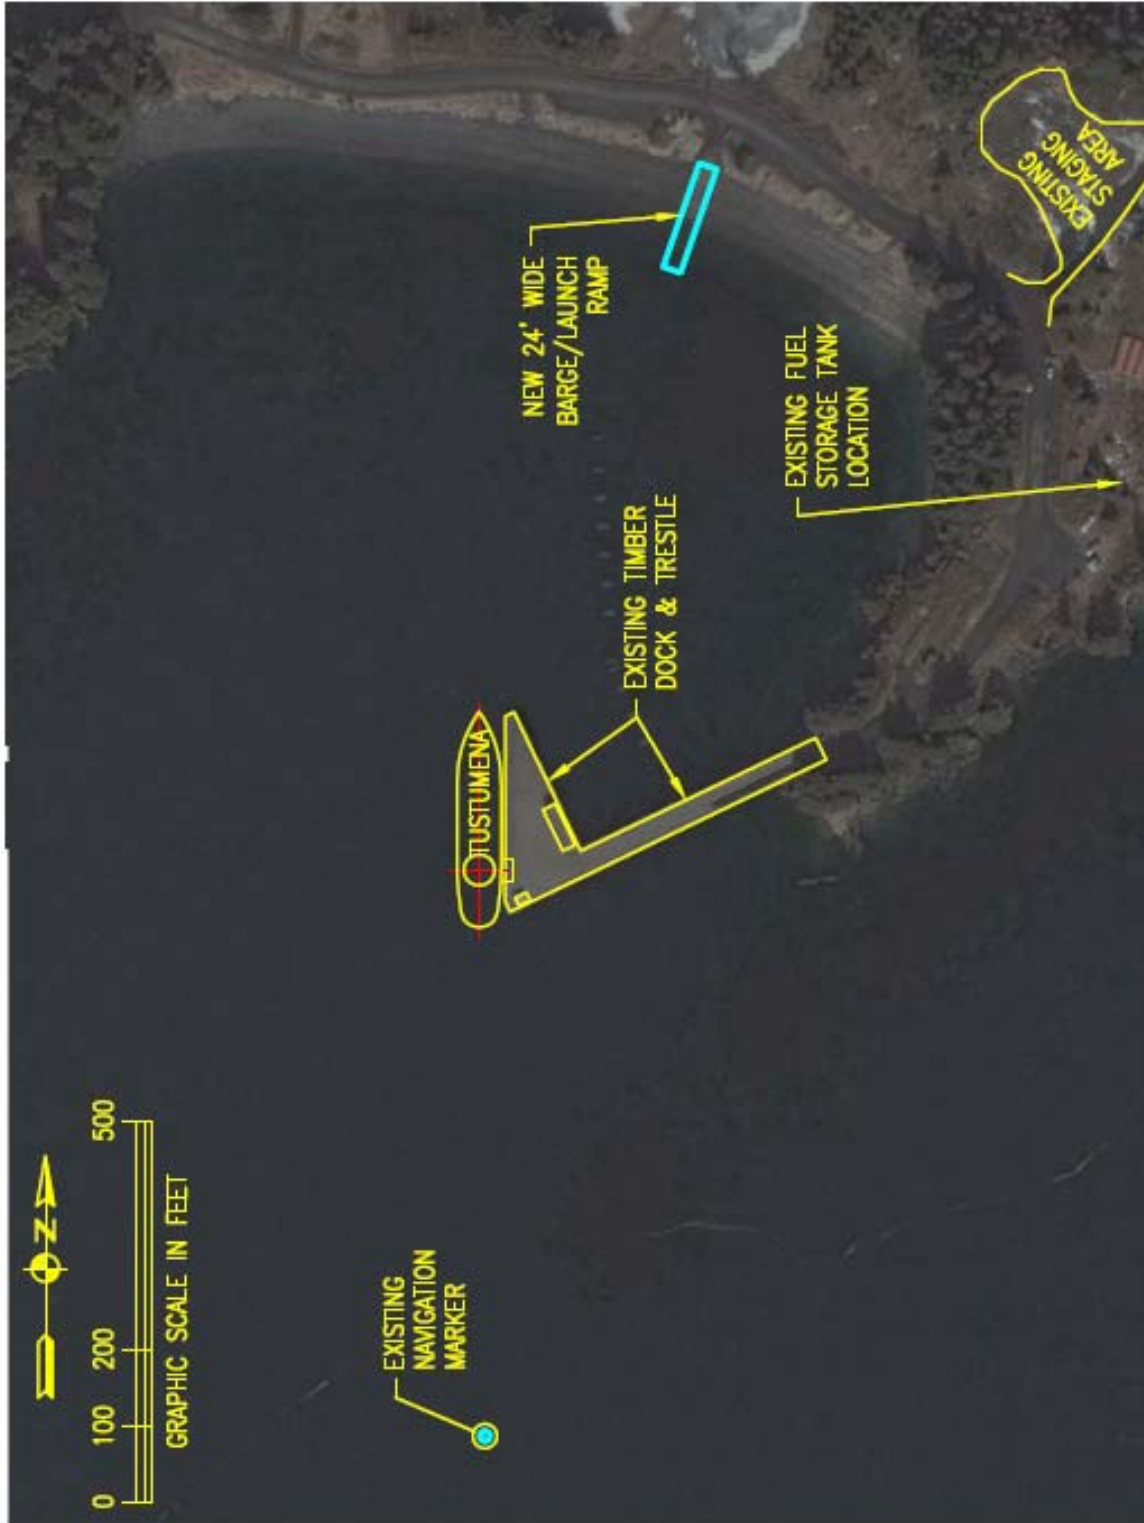 N
0 100 200 500
GRAPHIC SCALE IN FEET
EXISTING
NAVIGATION
MARKER
TUSTUMENA
EXISTING TIMBER
DOCK & TRESTLE
NEW 24' WIDE
BARGE/LAUNCH
RAMP
EXISTING FUEL
STORAGE TANK
LOCATION
EXISTING
STAGING
AREA